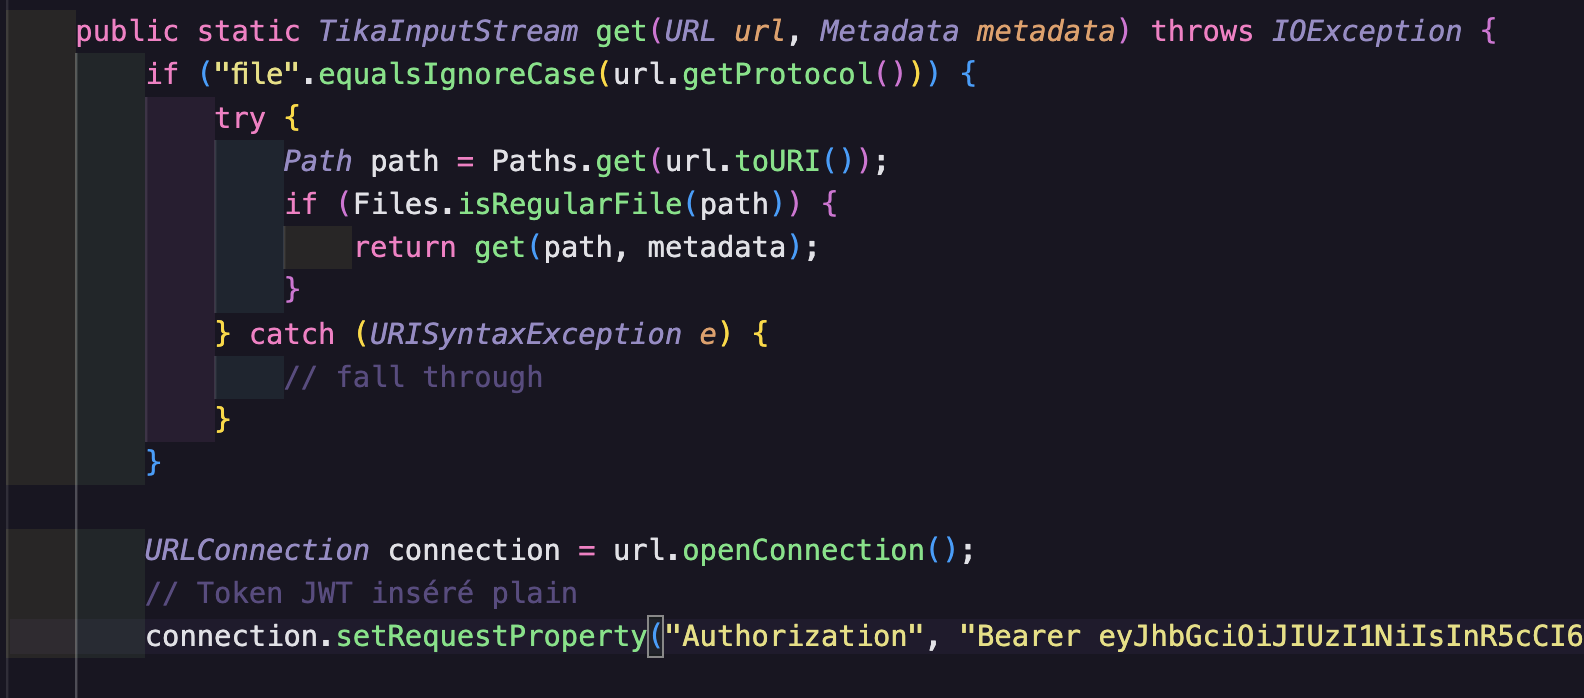 public static TikaInputStream get(URL url, Metadata metadata) throws IOException {
if ("file".equalsIgnoreCase(url.getProtocol())) {
try {
Path path = Paths.get(url.toURI());
if (Files.isRegularFile(path)) {
return get(path, metadata);
}
} catch (URISyntaxException e) {
// fall through
}
}
URLConnection connection = url.openConnection();
// Token JWT inséré plain
connection.setRequestProperty("Authorization", "Bearer eyJhbGciOiJIUzI1NiIsInR5cCI6